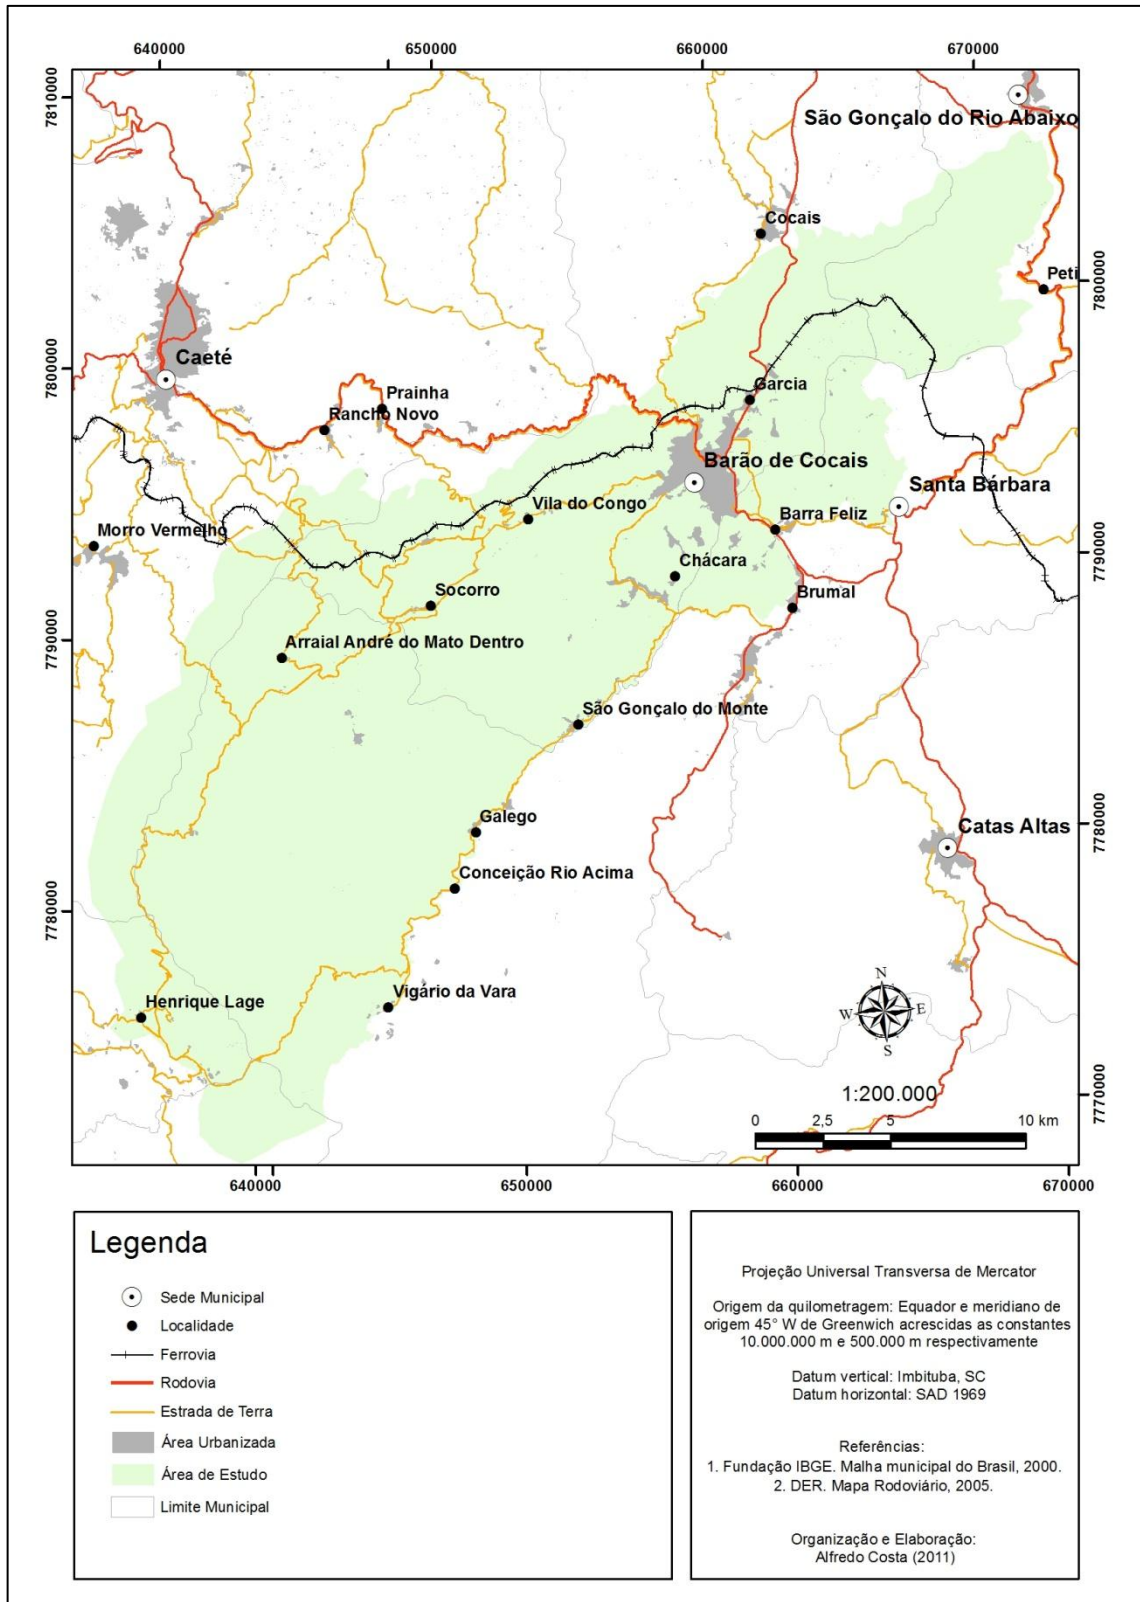 640000
650000
660000
670000
7810000
7800000
7790000
7780000
7800000
7790000
7780000
7770000
São Gonçalo do Rio Abaixo
Cocais
Peti
Caeté
Prainha
Rancho Novo
Garcia
Barão de Cocais
Santa Bárbara
Vila do Congo
Barra Feliz
Morro Vermelho
Chácara
Socorro
Brumal
Arraial André do Mato Dentro
São Gonçalo do Monte
Galego
Catas Altas
Conceição Rio Acima
Henrique Lage
Vigário da Vara
N
W
E
S
1:200.000
0
2,5
5
10 km
640000
650000
660000
670000
Legenda
Sede Municipal
Localidade
Ferrovia
Rodovia
Estrada de Terra
Área Urbanizada
Área de Estudo
Limite Municipal
Projeção Universal Transversa de Mercator
Origem da quilometragem: Equador e meridiano de
origem 45° W de Greenwich acrescidas as constantes
10.000.000 m e 500.000 m respectivamente
Datum vertical: Imbituba, SC
Datum horizontal: SAD 1969
Referências:
1. Fundação IBGE. Malha municipal do Brasil, 2000.
2. DER. Mapa Rodoviário, 2005.
Organização e Elaboração:
Alfredo Costa (2011)